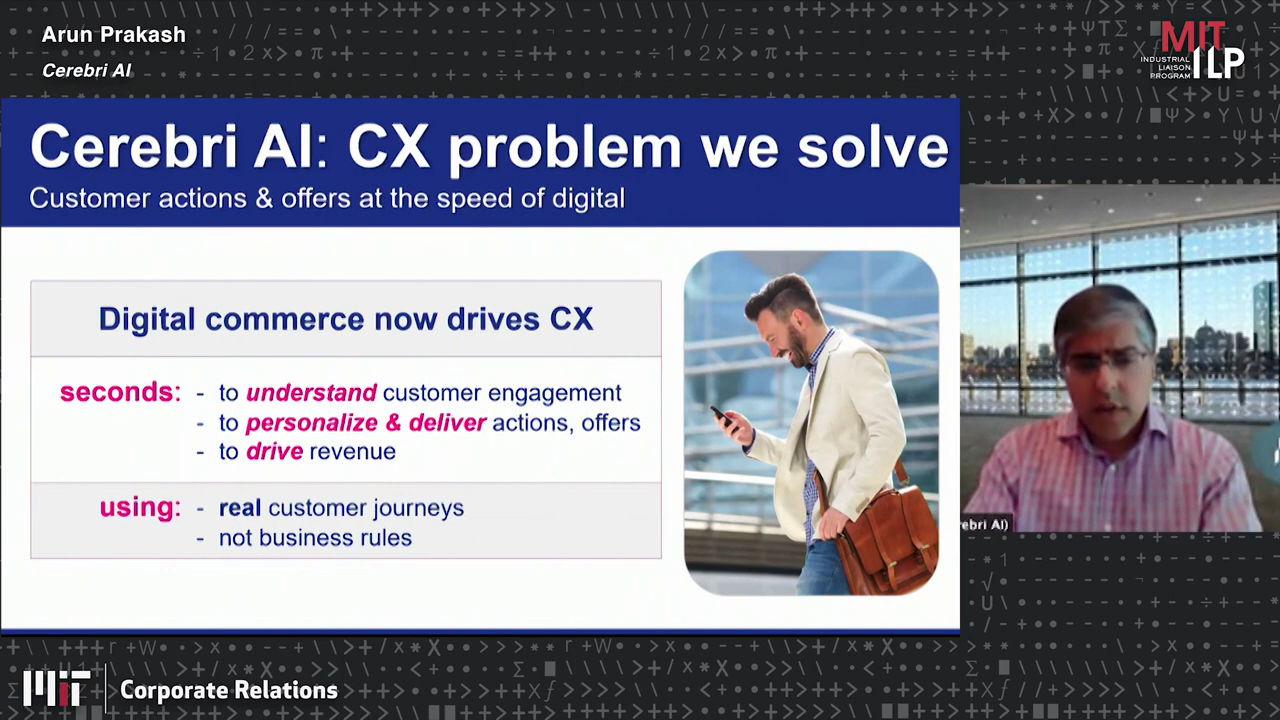 Arun Prakash
Cerebri AI
MIT
INDUSTRIAL
LIAISON
PROGRAM
ILP
Cerebri AI: CX problem we solve
Customer actions & offers at the speed of digital
Digital commerce now drives CX
seconds: - to understand customer engagement
- to personalize & deliver actions, offers
- to drive revenue
using: - real customer journeys
- not business rules
ebri AI)
MIT
Corporate Relations